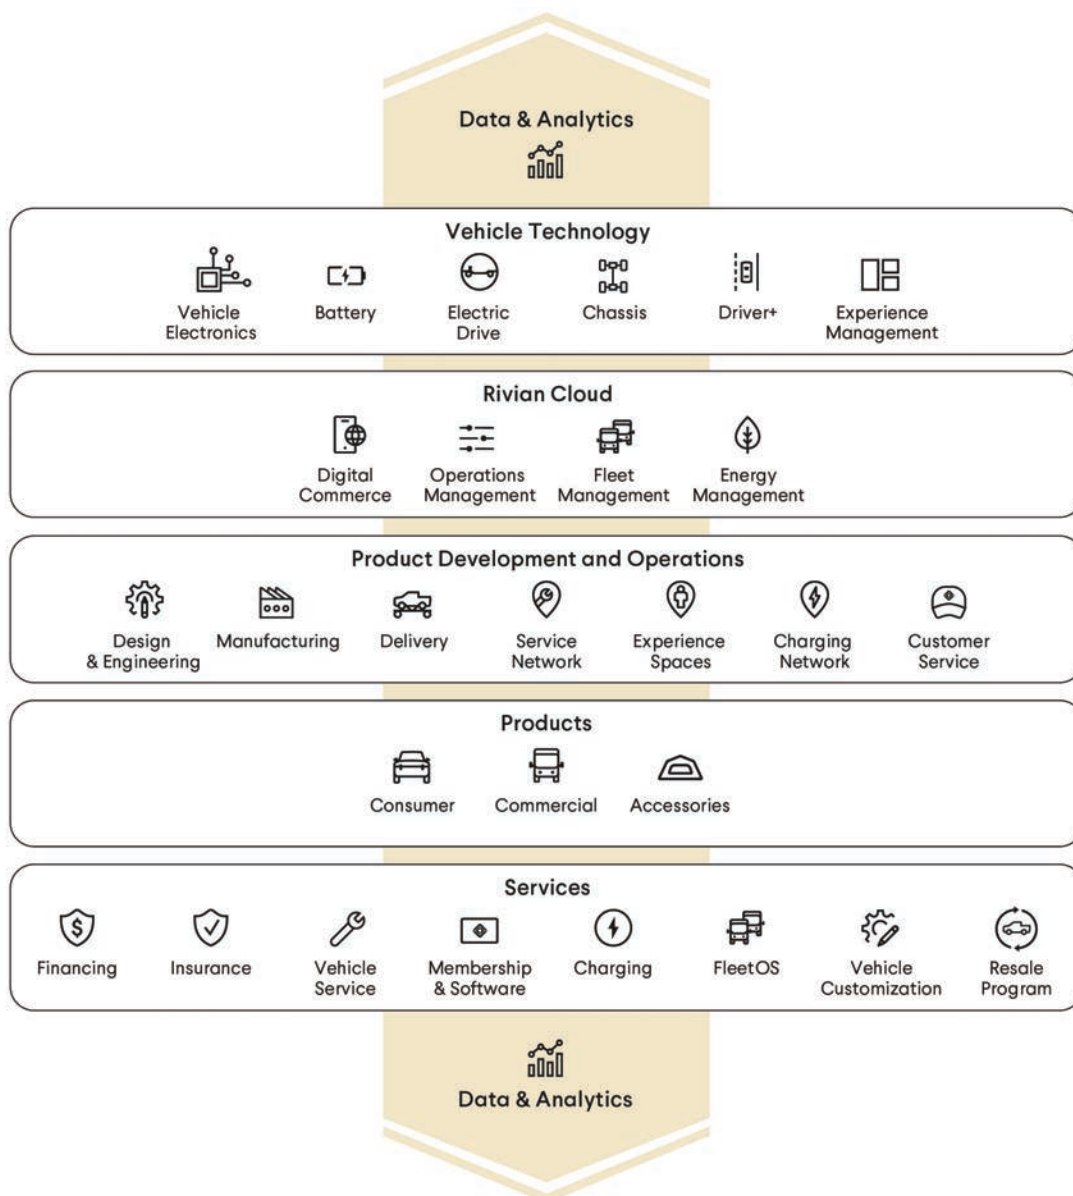 Data & Analytics
Vehicle Technology
Vehicle
Electronics
Battery
Electric
Drive
Chassis
Driver+
Experience
Management
Rivian Cloud
Digital
Commerce
Operations
Management
Fleet
Management
Energy
Management
Product Development and Operations
Design
& Engineering
Manufacturing
Delivery
Service
Network
Experience
Spaces
Charging
Network
Customer
Service
Products
Consumer
Commercial
Accessories
Services
$
Financing
Insurance
Vehicle
Service
Membership
& Software
Charging
FleetOS
Vehicle
Customization
Resale
Program
Data & Analytics